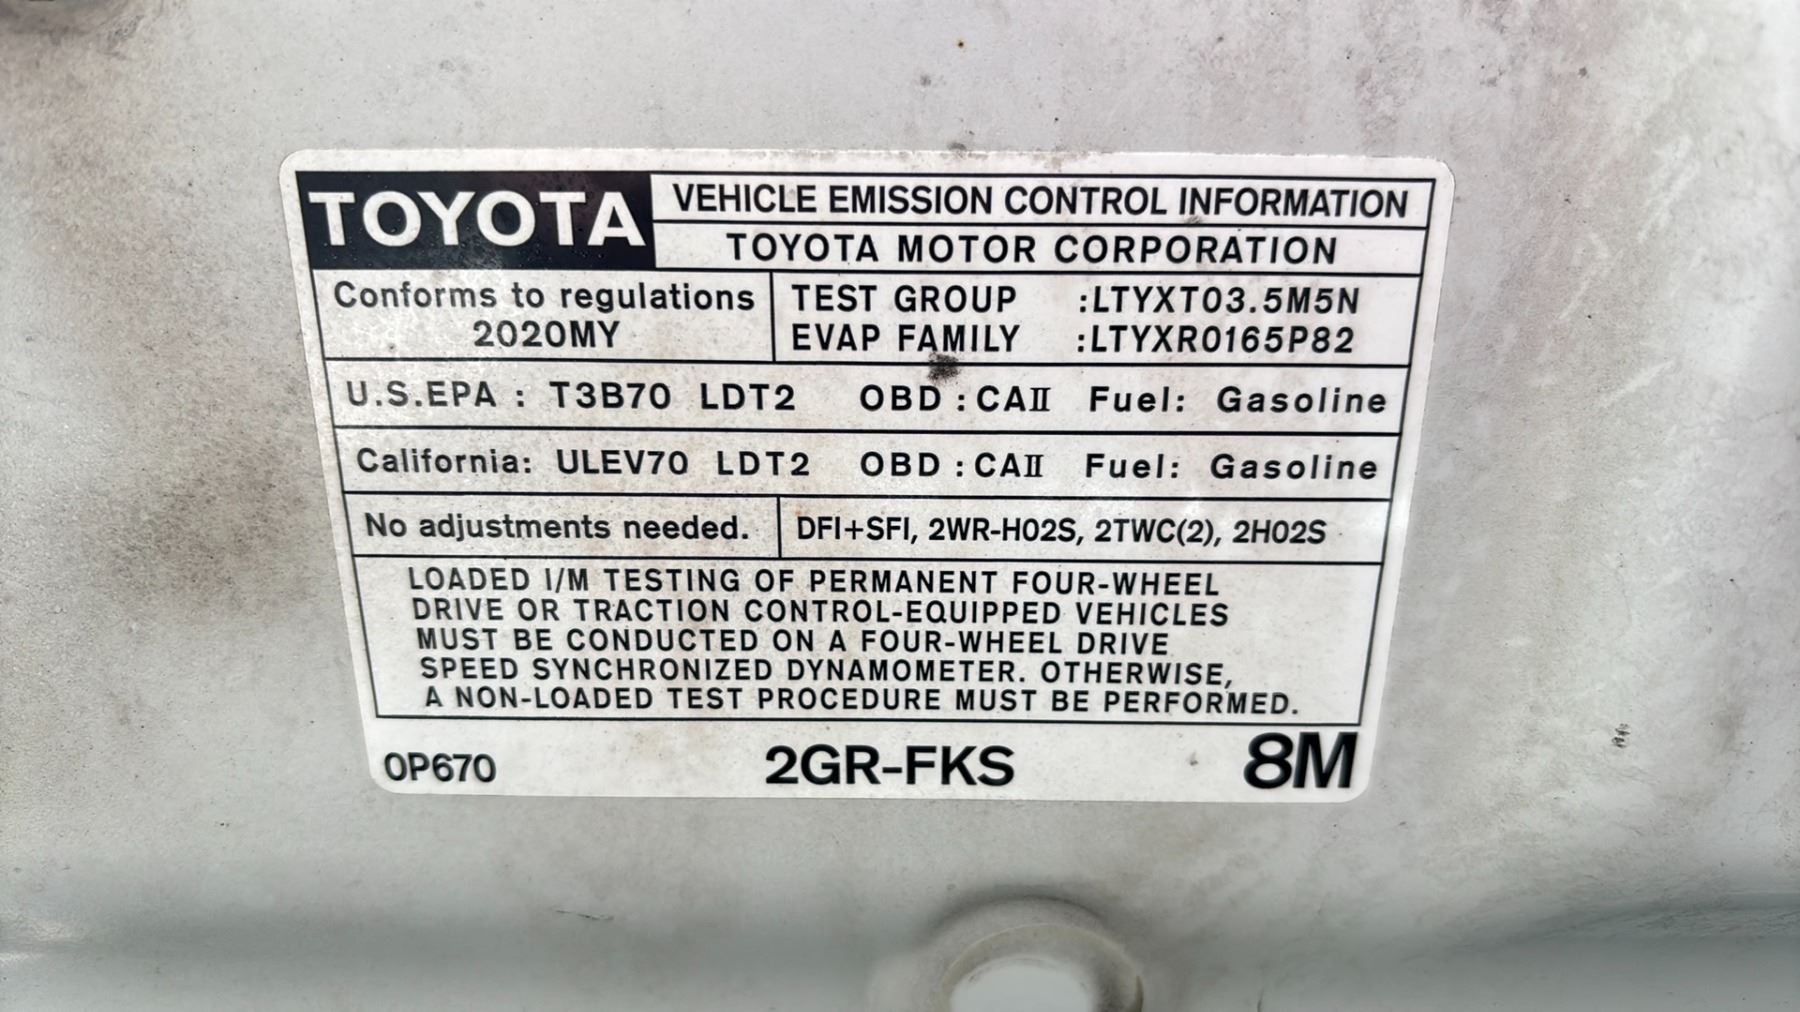 TOYOTA
VEHICLE EMISSION CONTROL INFORMATION
TOYOTA MOTOR CORPORATION
Conforms to regulations
2020MY
TEST GROUP :LTYXT03.5M5N
EVAP FAMILY :LTYXR0165P82
U.S.EPA : T3B70 LDT2 OBD : CAⅡ Fuel: Gasoline
California: ULEV70 LDT2 OBD : CAⅡ Fuel: Gasoline
No adjustments needed.
DFI+SFI, 2WR-HO2S, 2TWC(2), 2HO2S
LOADED I/M TESTING OF PERMANENT FOUR-WHEEL
DRIVE OR TRACTION CONTROL-EQUIPPED VEHICLES
MUST BE CONDUCTED ON A FOUR-WHEEL DRIVE
SPEED SYNCHRONIZED DYNAMOMETER. OTHERWISE,
A NON-LOADED TEST PROCEDURE MUST BE PERFORMED.
0P670
2GR-FKS
8M